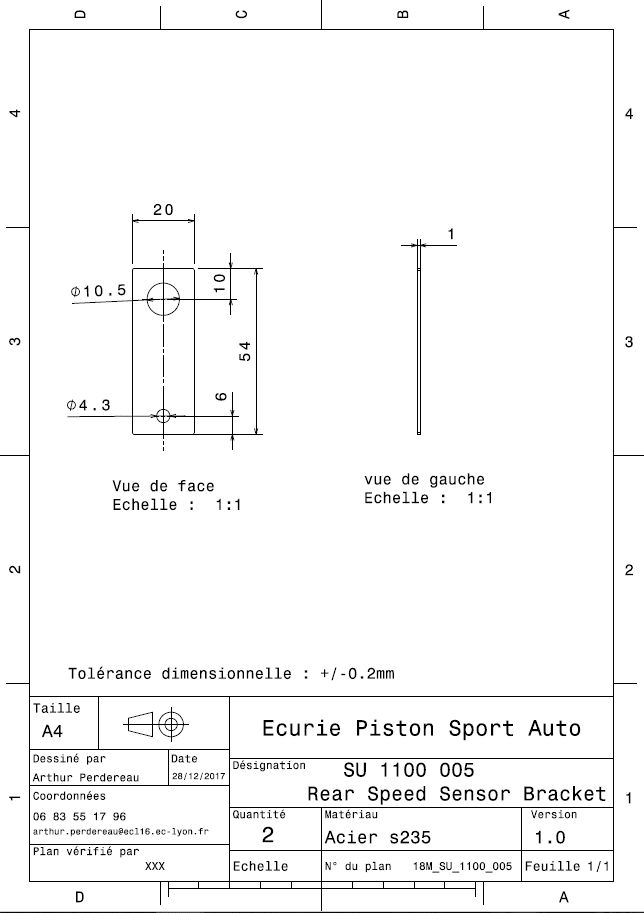 D C B A
4 4
20
1
10
Φ10.5
3 3
54
6
Φ4.3
Vue de face
Echelle : 1:1
vue de gauche
Echelle : 1:1
2 2
Tolérance dimensionnelle : +/-0.2mm
Taille
A4
Ecurie Piston Sport Auto
Dessiné par
Arthur Perdereau
Date
28/12/2017
Désignation
SU 1100 005
Rear Speed Sensor Bracket
1 1
Coordonnées
06 83 55 17 96
arthur.perdereau@ecl16.ec-lyon.fr
Quantité
2
Matériau
Acier s235
Version
1.0
Plan vérifié par
XXX
Echelle
N° du plan 18M_SU_1100_005
Feuille 1/1
D A